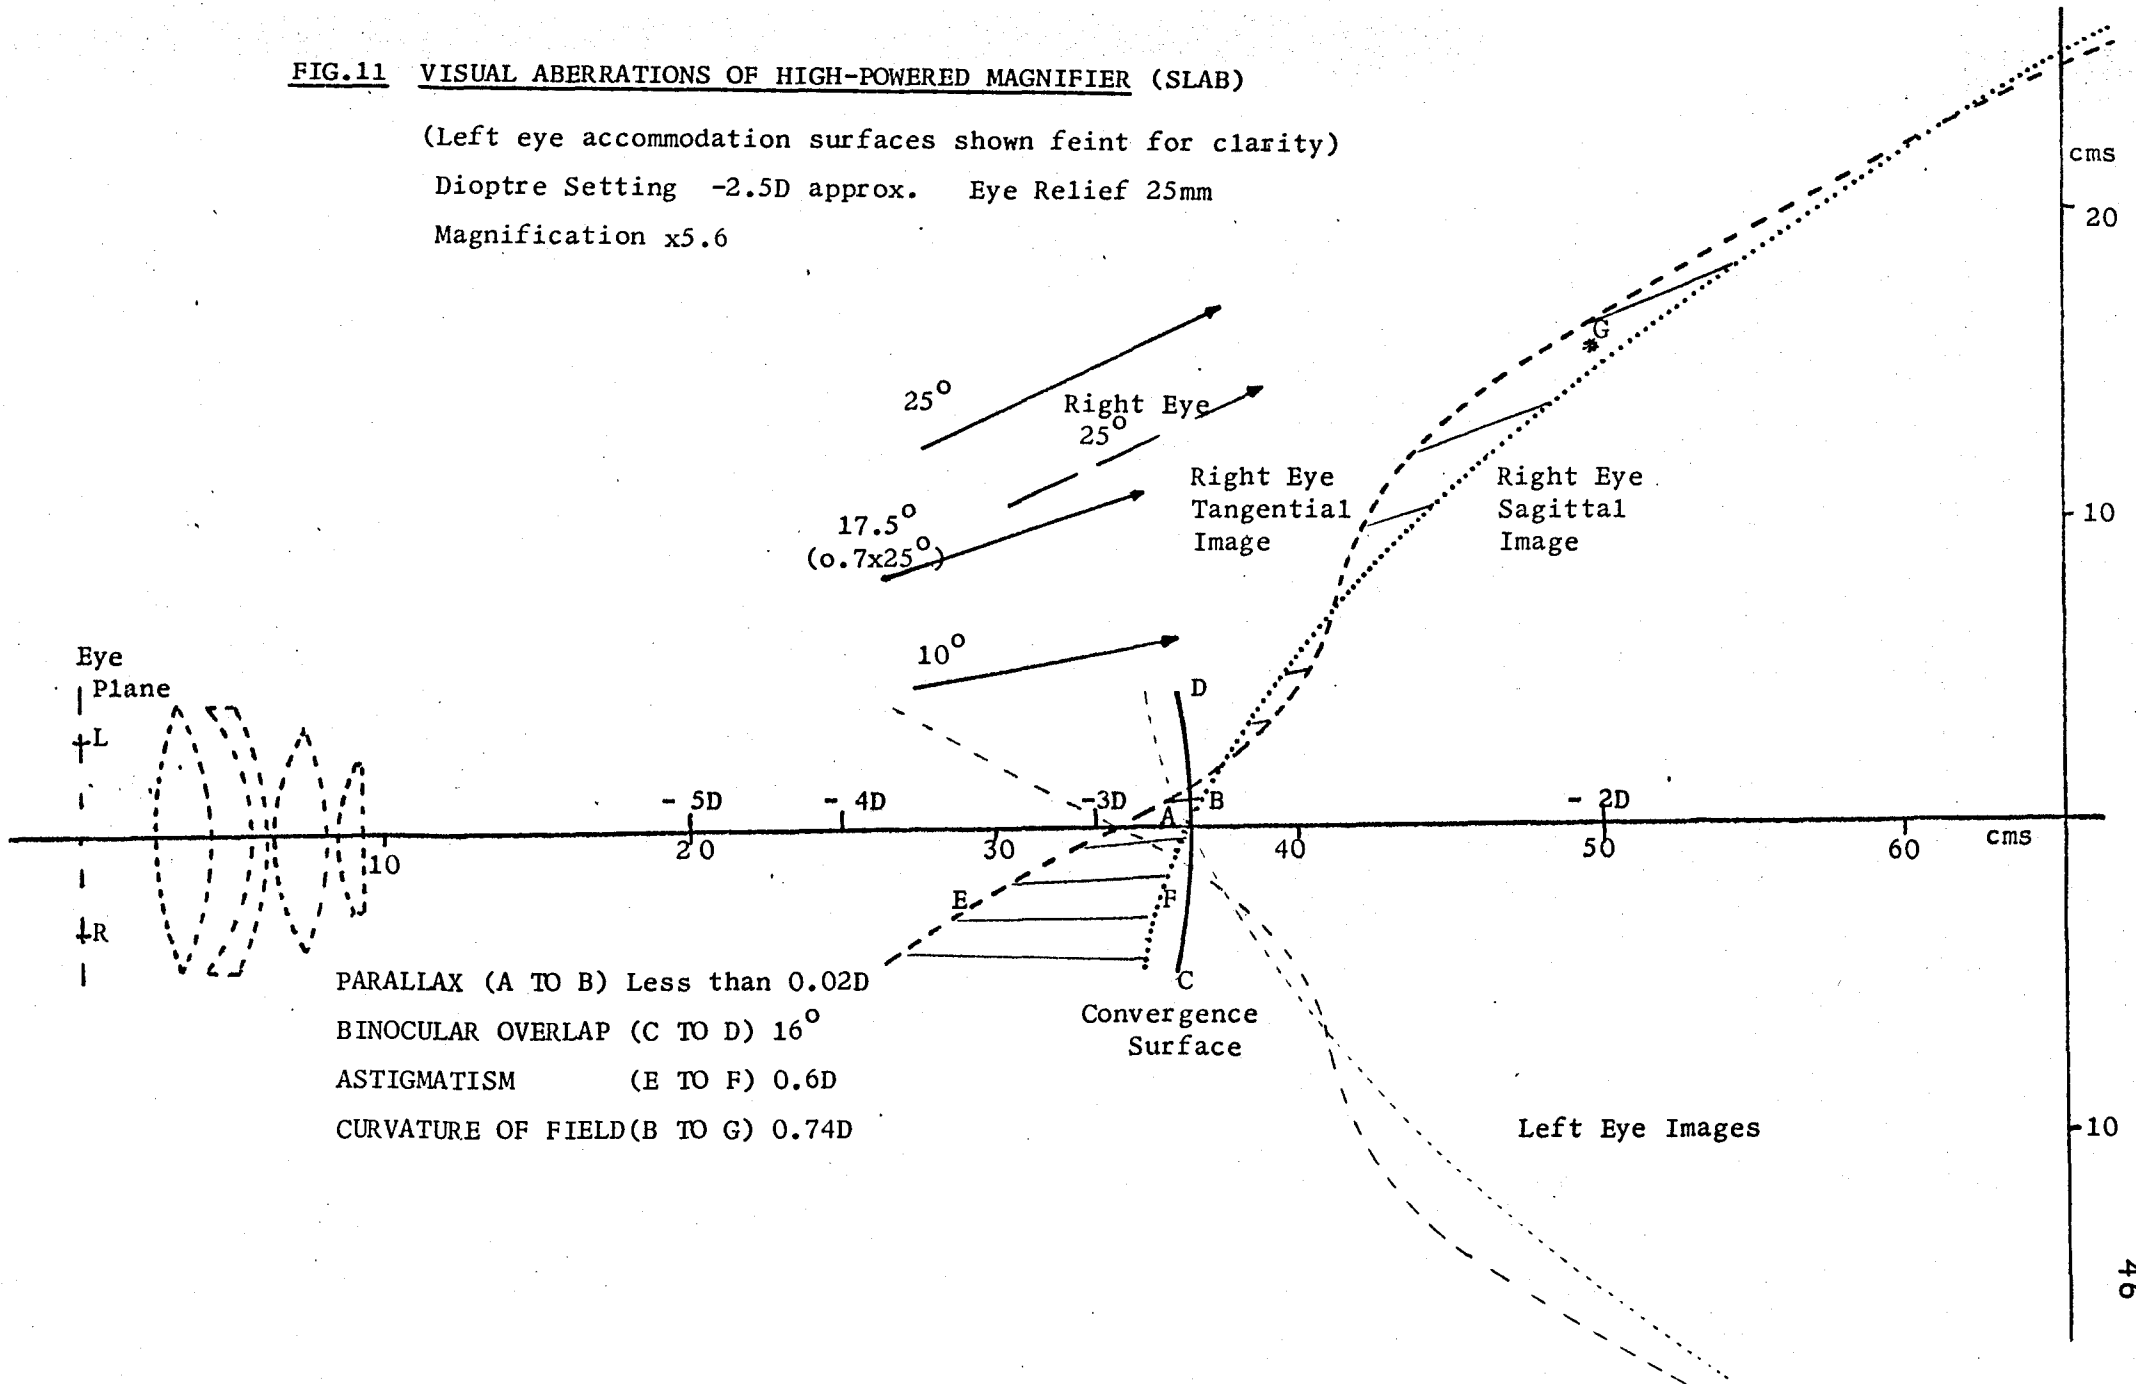 FIG.11 VISUAL ABERRATIONS OF HIGH-POWERED MAGNIFIER (SLAB)
(Left eye accommodation surfaces shown feint for clarity)
Dioptre Setting -2.5D approx. Eye Relief 25mm
Magnification x5.6
cms
20
G
25°
Right Eye
25°
Right Eye
Tangential
Image
Right Eye
Sagittal
Image
10
17.5°
(o.7x25°)
10°
Eye
Plane
L
D
- 5D
- 4D
-3D
A
B
- 2D
10
20
30
40
50
60
cms
E
F
R
C
Convergence
Surface
PARALLAX (A TO B) Less than 0.02D
BINOCULAR OVERLAP (C TO D) 16°
ASTIGMATISM (E TO F) 0.6D
CURVATURE OF FIELD(B TO G) 0.74D
Left Eye Images
10
46